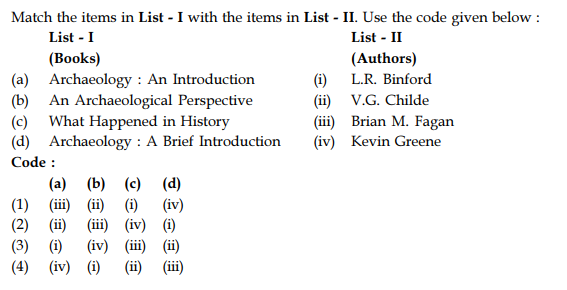 Match the items in List - I with the items in List - II. Use the code given below :
List - I List - II
(Books) (Authors)
(a) Archaeology : An Introduction (i) L.R. Binford
(b) An Archaeological Perspective (ii) V.G. Childe
(c) What Happened in History (iii) Brian M. Fagan
(d) Archaeology : A Brief Introduction (iv) Kevin Greene
Code :
(a) (b) (c) (d)
(1) (iii) (ii) (i) (iv)
(2) (ii) (iii) (iv) (i)
(3) (i) (iv) (iii) (ii)
(4) (iv) (i) (ii) (iii)